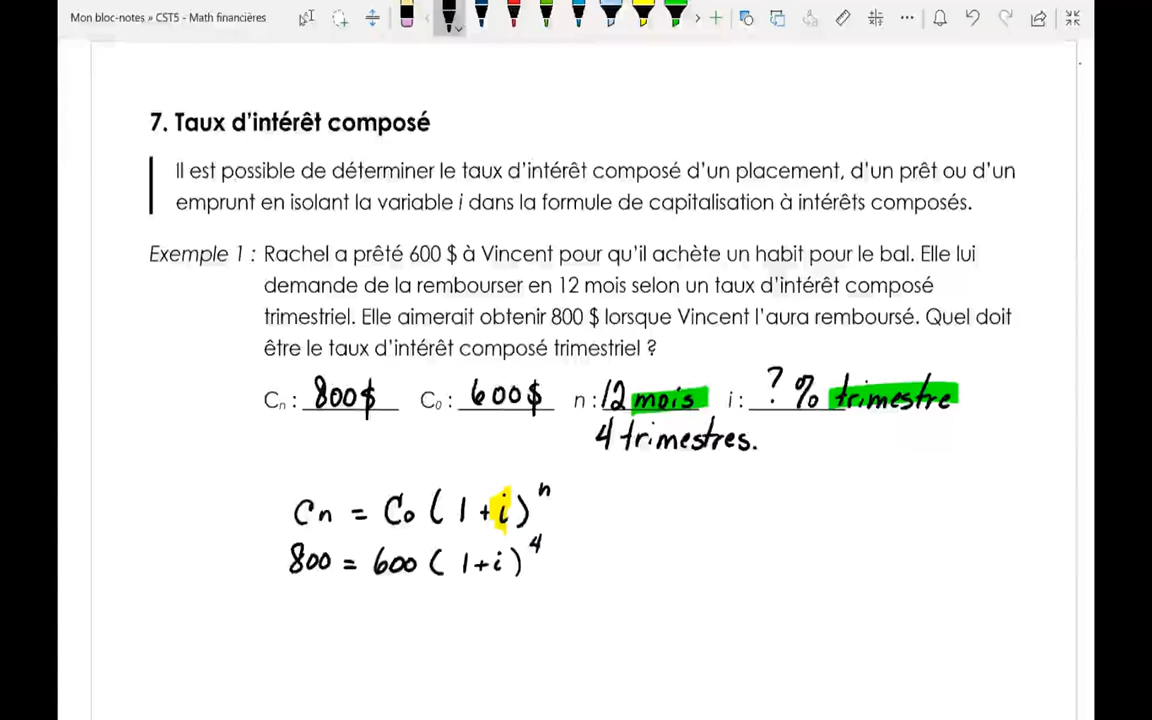 Mon bloc-notes » CST5 - Math financières
7. Taux d'intérêt composé
Il est possible de déterminer le taux d'intérêt composé d'un placement, d'un prêt ou d'un
emprunt en isolant la variable i dans la formule de capitalisation à intérêts composés.
Exemple 1 : Rachel a prêté 600 $ à Vincent pour qu'il achète un habit pour le bal. Elle lui
demande de la rembourser en 12 mois selon un taux d'intérêt composé
trimestriel. Elle aimerait obtenir 800 $ lorsque Vincent l'aura remboursé. Quel doit
être le taux d'intérêt composé trimestriel ?
Cₙ : 800$ C₀ : 600$ n : 12 mois i : ? % trimestre
4 trimestres.
Cn = C₀ (1+i)ⁿ
800 = 600 (1+i)⁴